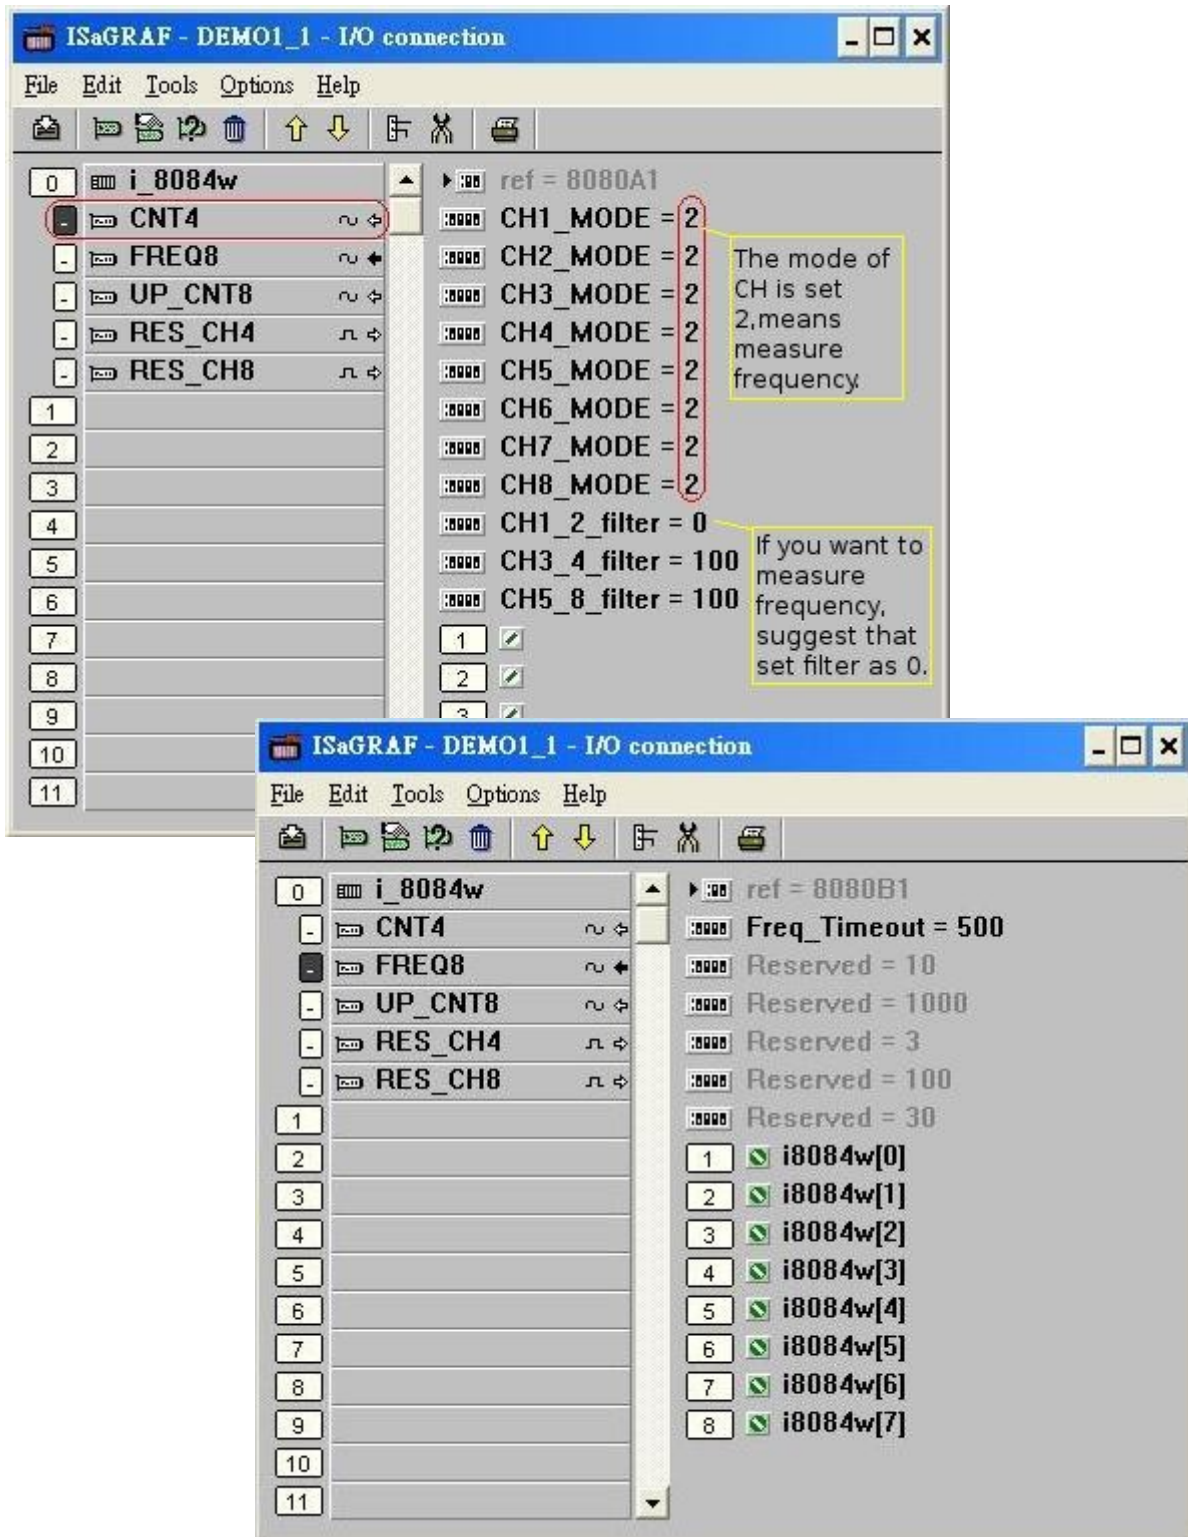 ISaGRAF - DEMO1_1 - I/O connection
File Edit Tools Options Help
0 i_8084w
- CNT4
- FREQ8
- UP_CNT8
- RES_CH4
- RES_CH8
1
2
3
4
5
6
7
8
9
10
11
ref = 8080A1
CH1_MODE = 2
CH2_MODE = 2
CH3_MODE = 2
CH4_MODE = 2
CH5_MODE = 2
CH6_MODE = 2
CH7_MODE = 2
CH8_MODE = 2
CH1_2_filter = 0
CH3_4_filter = 100
CH5_8_filter = 100
1
2
3
The mode of
CH is set
2,means
measure
frequency.
If you want to
measure
frequency,
suggest that
set filter as 0.
ISaGRAF - DEMO1_1 - I/O connection
File Edit Tools Options Help
0 i_8084w
- CNT4
- FREQ8
- UP_CNT8
- RES_CH4
- RES_CH8
1
2
3
4
5
6
7
8
9
10
11
ref = 8080B1
Freq_Timeout = 500
Reserved = 10
Reserved = 1000
Reserved = 3
Reserved = 100
Reserved = 30
1 i8084w[0]
2 i8084w[1]
3 i8084w[2]
4 i8084w[3]
5 i8084w[4]
6 i8084w[5]
7 i8084w[6]
8 i8084w[7]